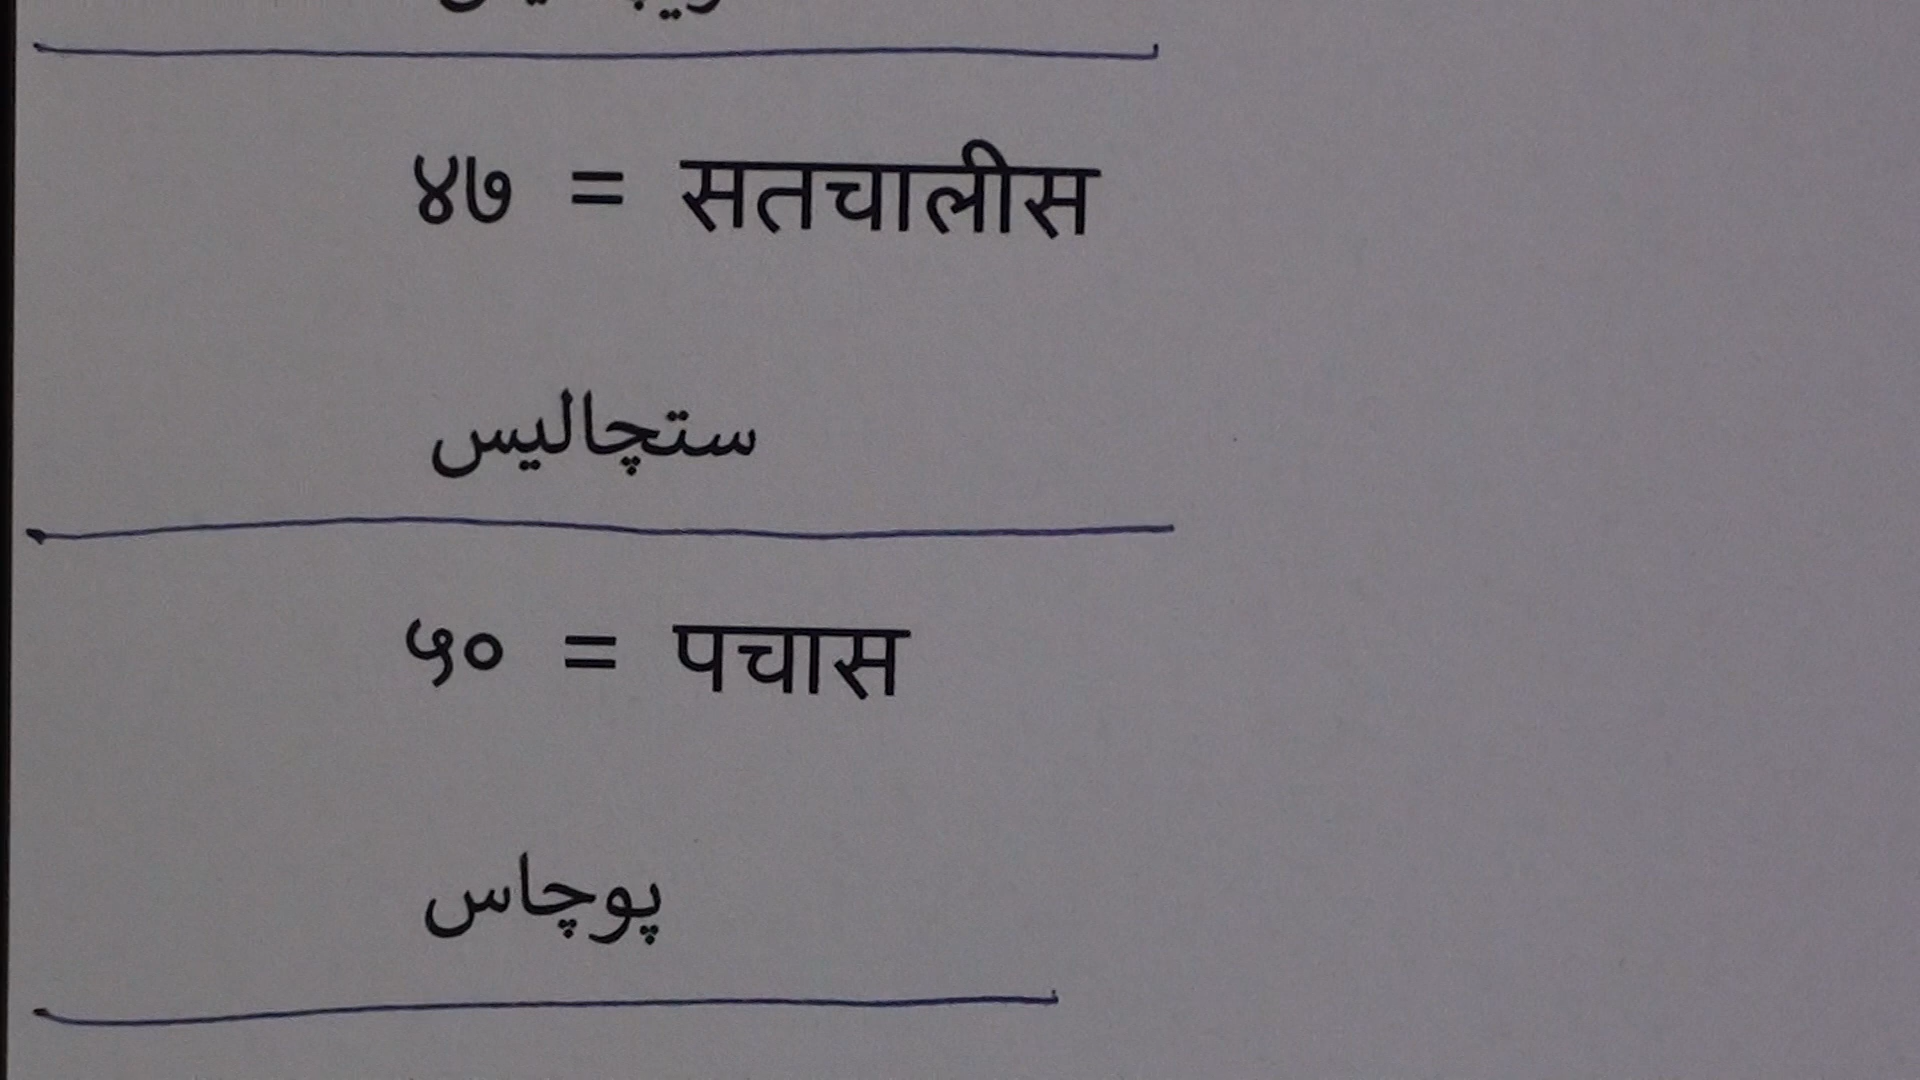 ४७ = सतचालीस
ستچالیس
५० = पचास
پوچاس